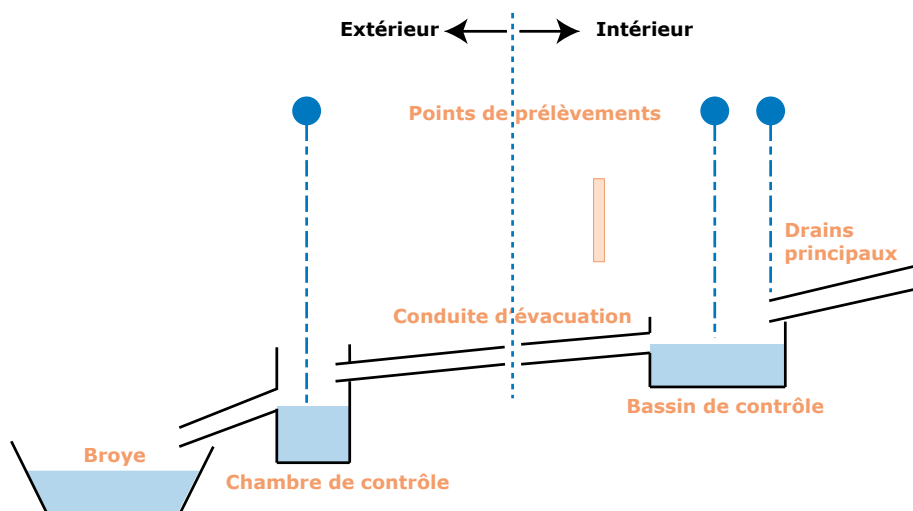 Extérieur
Intérieur
Points de prélèvements
Drains
principaux
Conduite d'évacuation
Bassin de contrôle
Broye
Chambre de contrôle